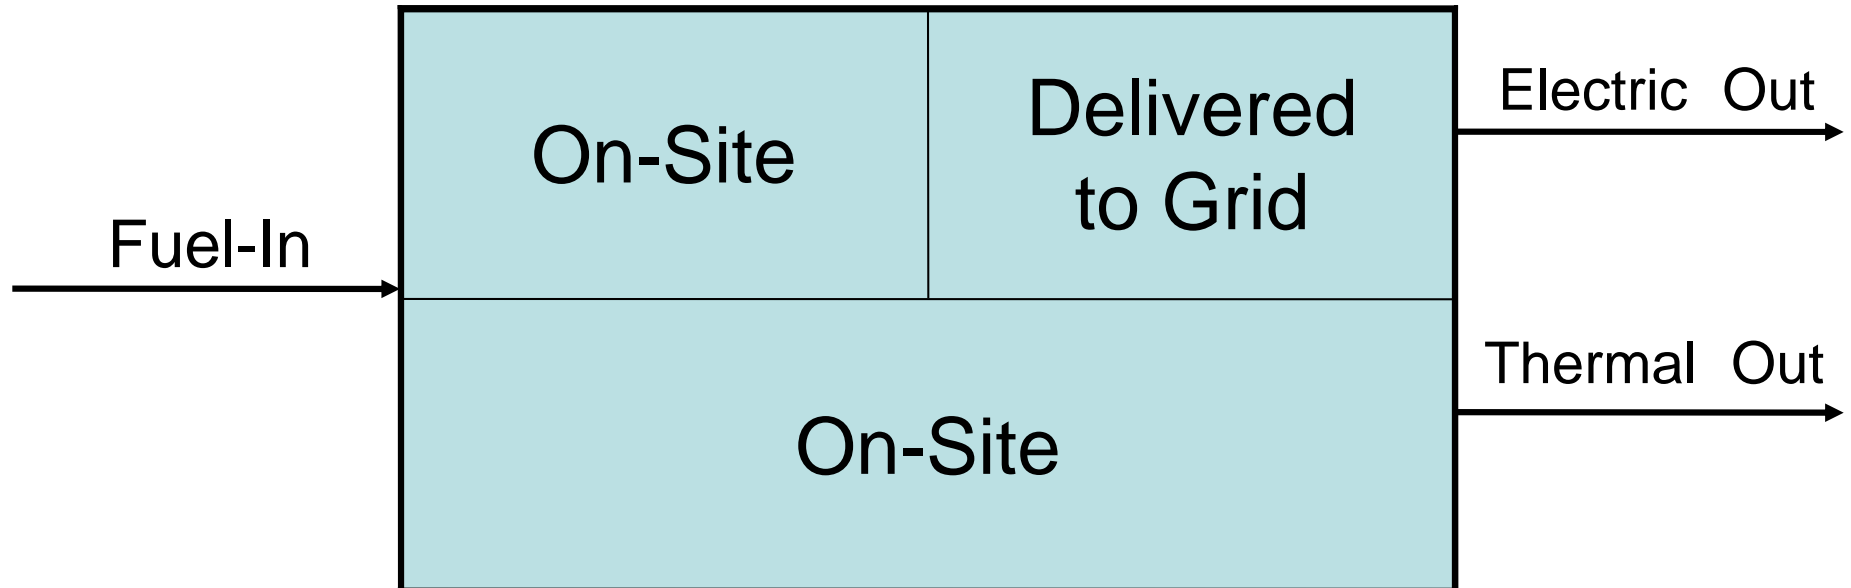 Fuel-In
On-Site
Delivered
to Grid
On-Site
Electric Out
Thermal Out